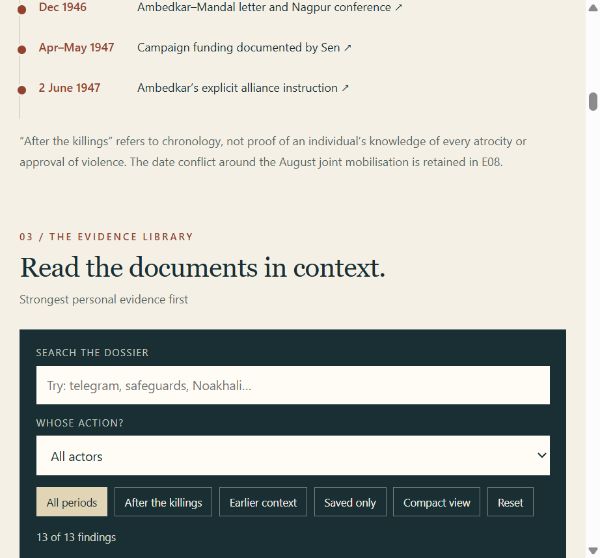 Dec 1946 Ambedkar–Mandal letter and Nagpur conference ↗
Apr–May 1947 Campaign funding documented by Sen ↗
2 June 1947 Ambedkar’s explicit alliance instruction ↗
“After the killings” refers to chronology, not proof of an individual’s knowledge of every atrocity or
approval of violence. The date conflict around the August joint mobilisation is retained in E08.
03 / THE EVIDENCE LIBRARY
Read the documents in context.
Strongest personal evidence first
SEARCH THE DOSSIER
Try: telegram, safeguards, Noakhali...
WHOSE ACTION?
All actors
All periods After the killings Earlier context Saved only Compact view Reset
13 of 13 findings